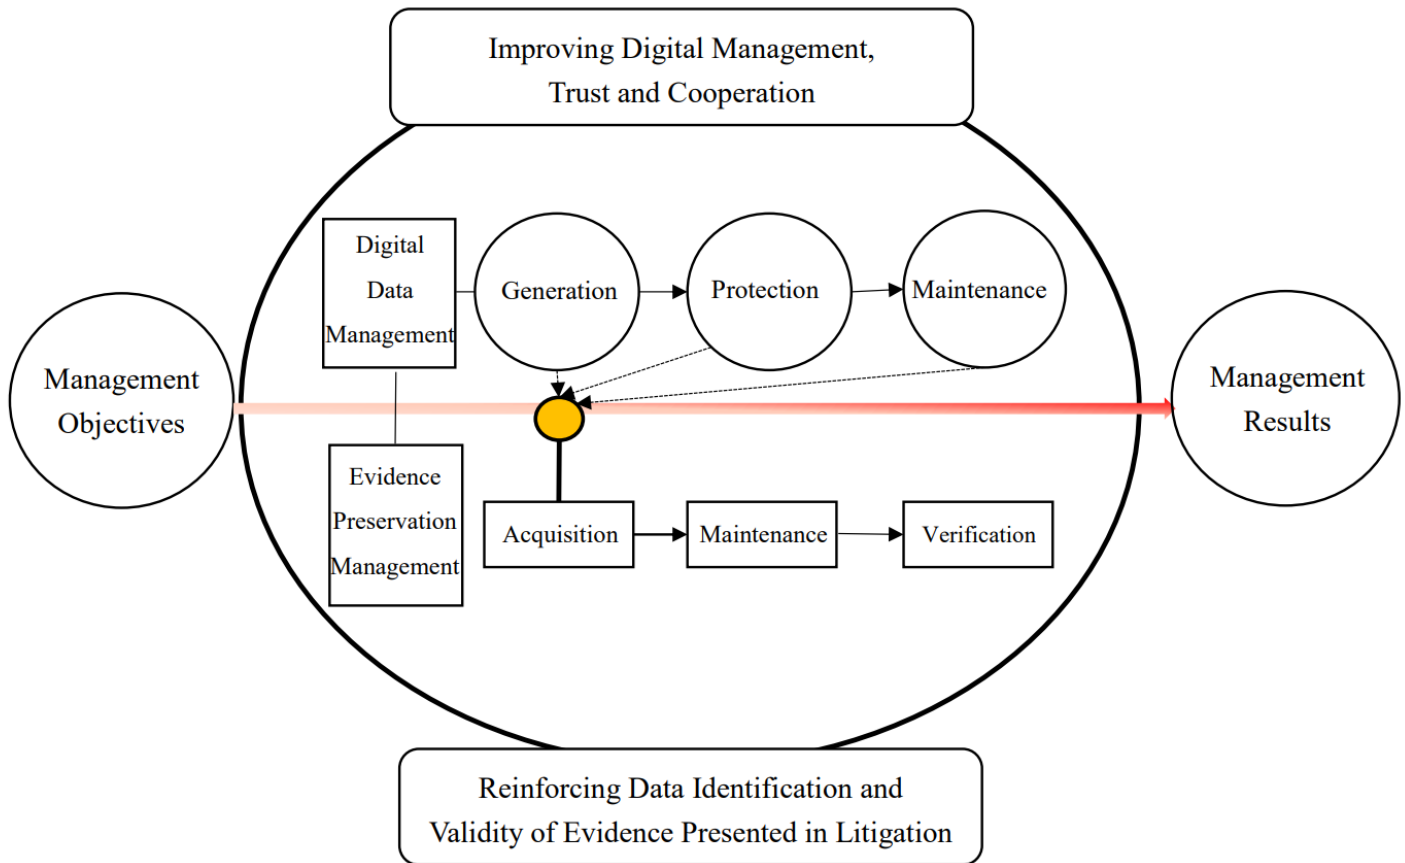 Improving Digital Management,
Trust and Cooperation
Digital
Data
Management
Generation
Protection
Maintenance
Management
Objectives
Management
Results
Evidence
Preservation
Management
Acquisition
Maintenance
Verification
Reinforcing Data Identification and
Validity of Evidence Presented in Litigation